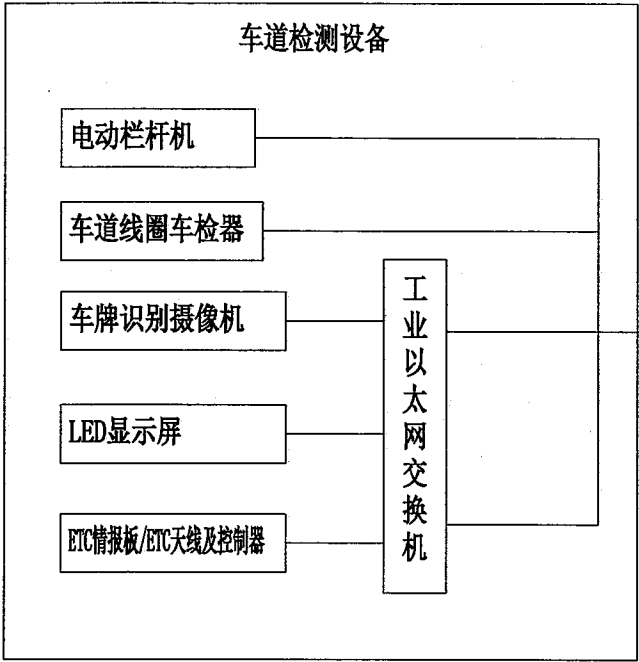 车道检测设备
电动栏杆机
车道线圈车检器
车牌识别摄像机
LED显示屏
ETC情报板/ETC天线及控制器
工业以太网交换机